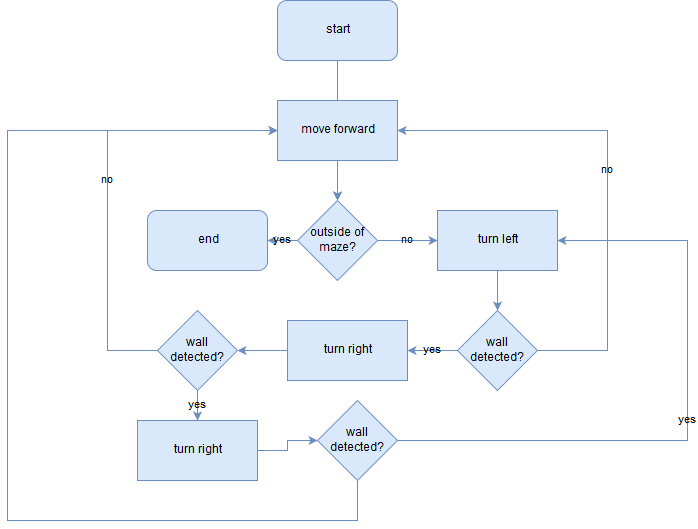 start
move forward
no
no
end
yes
outside of
maze?
no
turn left
wall
detected?
turn right
yes
wall
detected?
yes
turn right
wall
detected?
yes